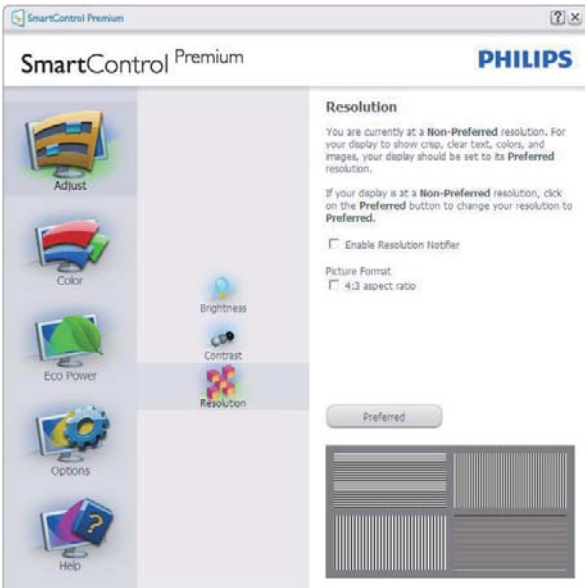 SmartControl Premium
SmartControl Premium
PHILIPS
Adjust
Color
Eco Power
Options
Help
Brightness
Contrast
Resolution
Resolution
You are currently at a Non-Preferred resolution. For
your display to show crisp, clear text, colors, and
images, your display should be set to its Preferred
resolution.
If your display is at a Non-Preferred resolution, click
on the Preferred button to change your resolution to
Preferred.
Enable Resolution Notifier
Picture Format
4:3 aspect ratio
Preferred